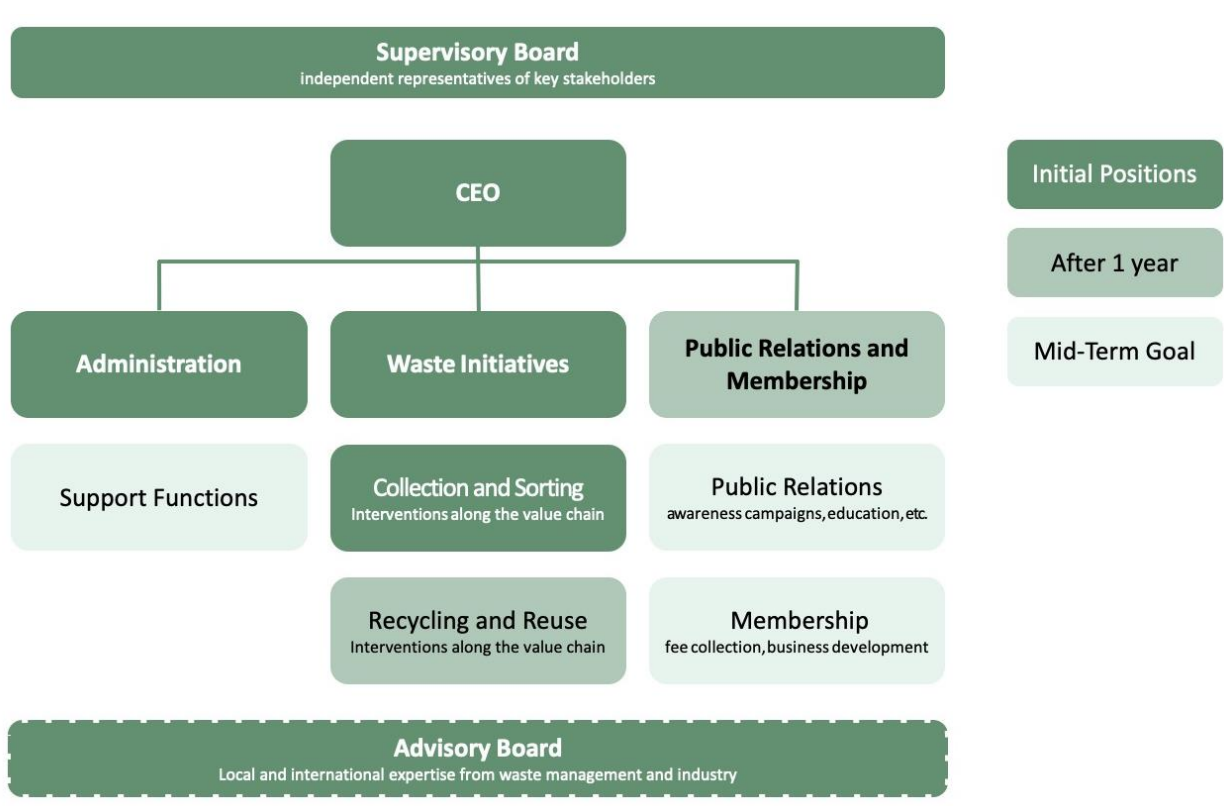 Supervisory Board
independent representatives of key stakeholders
CEO
Initial Positions
After 1 year
Mid-Term Goal
Administration
Waste Initiatives
Public Relations and
Membership
Support Functions
Collection and Sorting
Interventions along the value chain
Public Relations
awareness campaigns, education, etc.
Recycling and Reuse
Interventions along the value chain
Membership
fee collection, business development
Advisory Board
Local and international expertise from waste management and industry